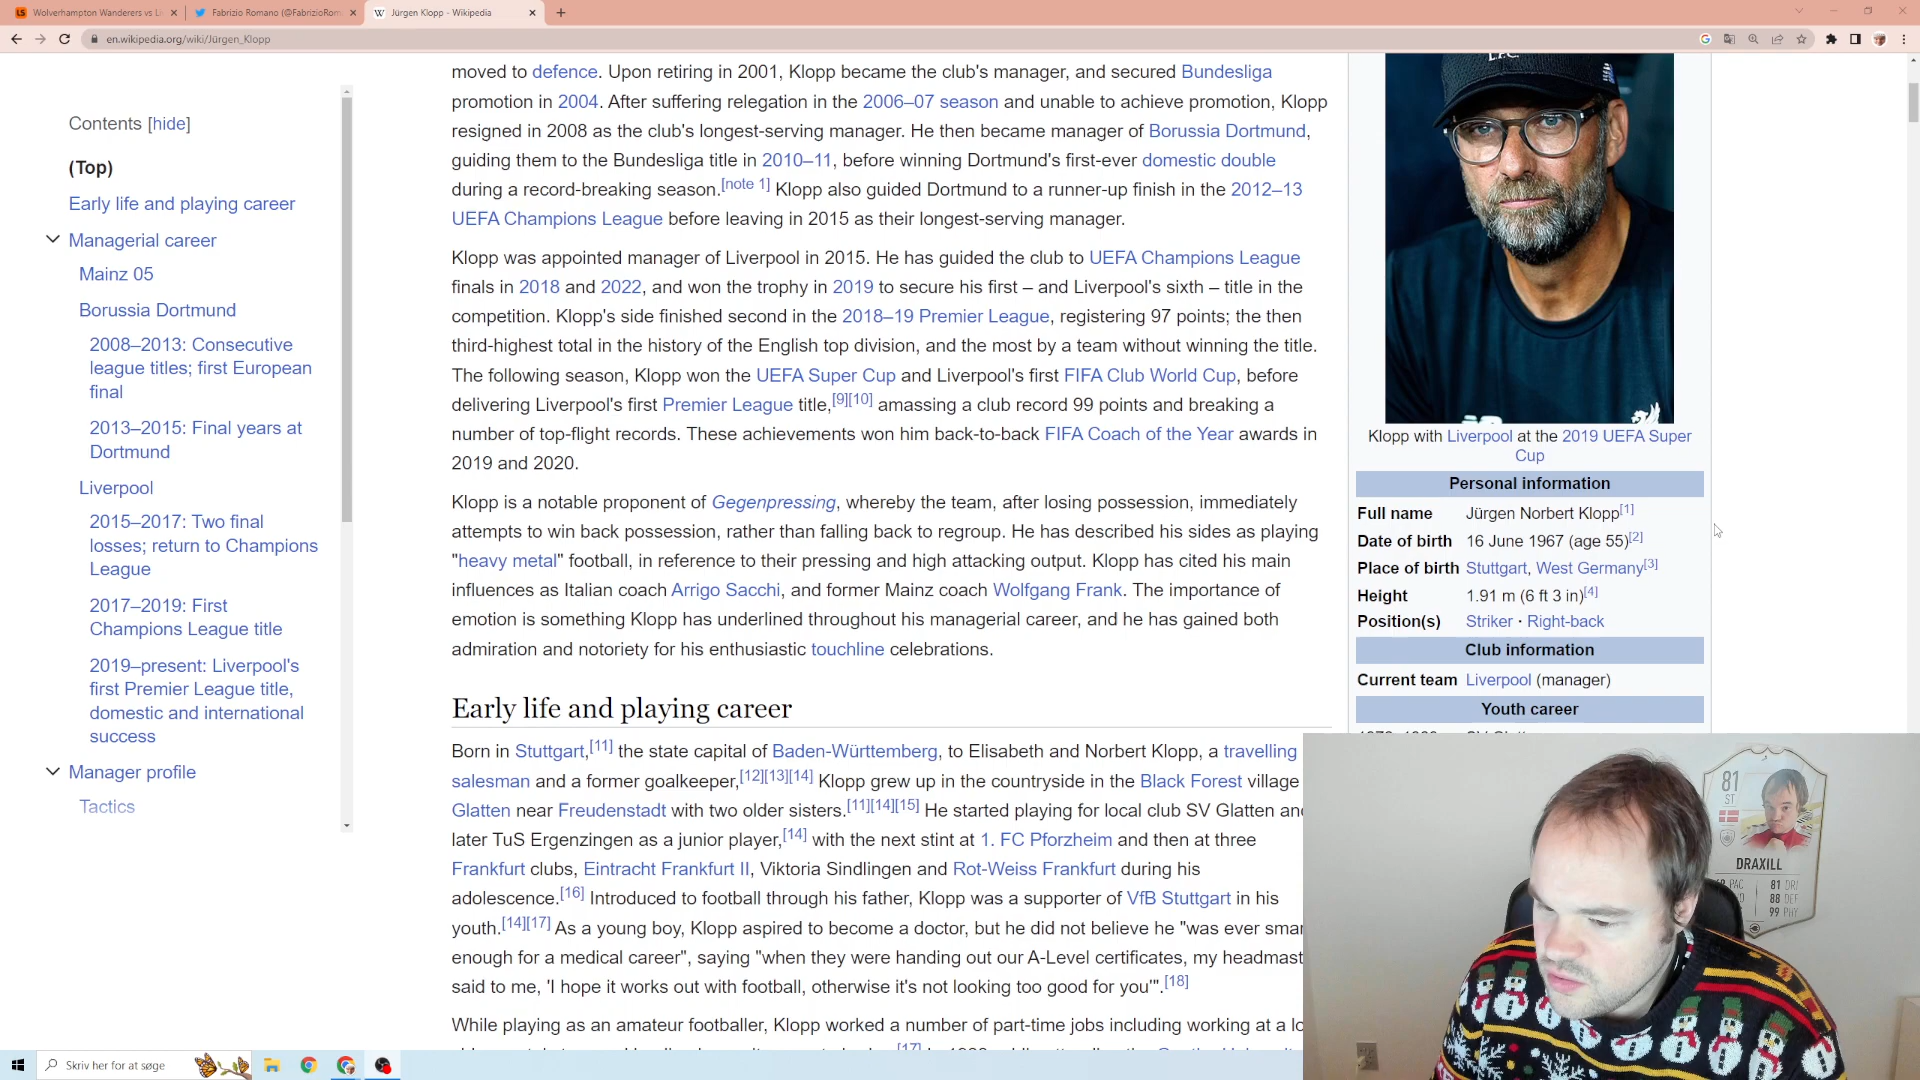 Wolverhampton Wanderers vs Li
Fabrizio Romano (@FabrizioRom
Jürgen Klopp - Wikipedia
en.wikipedia.org/wiki/Jürgen_Klopp
Contents [hide]
(Top)
Early life and playing career
Managerial career
Mainz 05
Borussia Dortmund
2008–2013: Consecutive
league titles; first European
final
2013–2015: Final years at
Dortmund
Liverpool
2015–2017: Two final
losses; return to Champions
League
2017–2019: First
Champions League title
2019–present: Liverpool's
first Premier League title,
domestic and international
success
Manager profile
Tactics
moved to defence. Upon retiring in 2001, Klopp became the club's manager, and secured Bundesliga
promotion in 2004. After suffering relegation in the 2006–07 season and unable to achieve promotion, Klopp
resigned in 2008 as the club's longest-serving manager. He then became manager of Borussia Dortmund,
guiding them to the Bundesliga title in 2010–11, before winning Dortmund's first-ever domestic double
during a record-breaking season.[note 1] Klopp also guided Dortmund to a runner-up finish in the 2012–13
UEFA Champions League before leaving in 2015 as their longest-serving manager.
Klopp was appointed manager of Liverpool in 2015. He has guided the club to UEFA Champions League
finals in 2018 and 2022, and won the trophy in 2019 to secure his first – and Liverpool's sixth – title in the
competition. Klopp's side finished second in the 2018–19 Premier League, registering 97 points; the then
third-highest total in the history of the English top division, and the most by a team without winning the title.
The following season, Klopp won the UEFA Super Cup and Liverpool's first FIFA Club World Cup, before
delivering Liverpool's first Premier League title,[9][10] amassing a club record 99 points and breaking a
number of top-flight records. These achievements won him back-to-back FIFA Coach of the Year awards in
2019 and 2020.
Klopp is a notable proponent of Gegenpressing, whereby the team, after losing possession, immediately
attempts to win back possession, rather than falling back to regroup. He has described his sides as playing
"heavy metal" football, in reference to their pressing and high attacking output. Klopp has cited his main
influences as Italian coach Arrigo Sacchi, and former Mainz coach Wolfgang Frank. The importance of
emotion is something Klopp has underlined throughout his managerial career, and he has gained both
admiration and notoriety for his enthusiastic touchline celebrations.
Early life and playing career
Born in Stuttgart,[11] the state capital of Baden-Württemberg, to Elisabeth and Norbert Klopp, a travelling
salesman and a former goalkeeper,[12][13][14] Klopp grew up in the countryside in the Black Forest village
Glatten near Freudenstadt with two older sisters.[11][14][15] He started playing for local club SV Glatten and
later TuS Ergenzingen as a junior player,[14] with the next stint at 1. FC Pforzheim and then at three
Frankfurt clubs, Eintracht Frankfurt II, Viktoria Sindlingen and Rot-Weiss Frankfurt during his
adolescence.[16] Introduced to football through his father, Klopp was a supporter of VfB Stuttgart in his
youth.[14][17] As a young boy, Klopp aspired to become a doctor, but he did not believe he "was ever smar
enough for a medical career", saying "when they were handing out our A-Level certificates, my headmast
said to me, 'I hope it works out with football, otherwise it's not looking too good for you'".[18]
While playing as an amateur footballer, Klopp worked a number of part-time jobs including working at a lo
L.F.C.
Klopp with Liverpool at the 2019 UEFA Super
Cup
Personal information
Full name Jürgen Norbert Klopp[1]
Date of birth 16 June 1967 (age 55)[2]
Place of birth Stuttgart, West Germany[3]
Height 1.91 m (6 ft 3 in)[4]
Position(s) Striker · Right-back
Club information
Current team Liverpool (manager)
Youth career
81
ST
DRAXILL
PAC 81 DRI
88 DEF
99 PHY
Skriv her for at søge